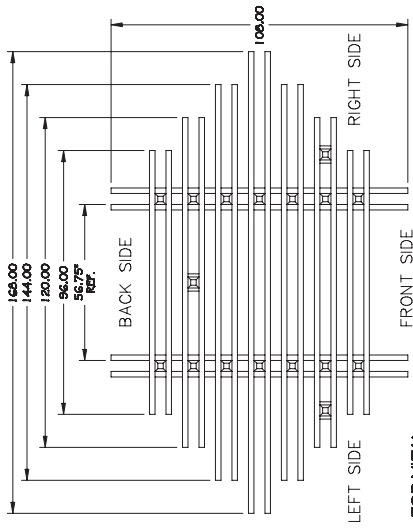 168.00
144.00
120.00
96.00
56.75"
REF.
108.00
BACK SIDE
RIGHT SIDE
LEFT SIDE
FRONT SIDE
TOP VIEW